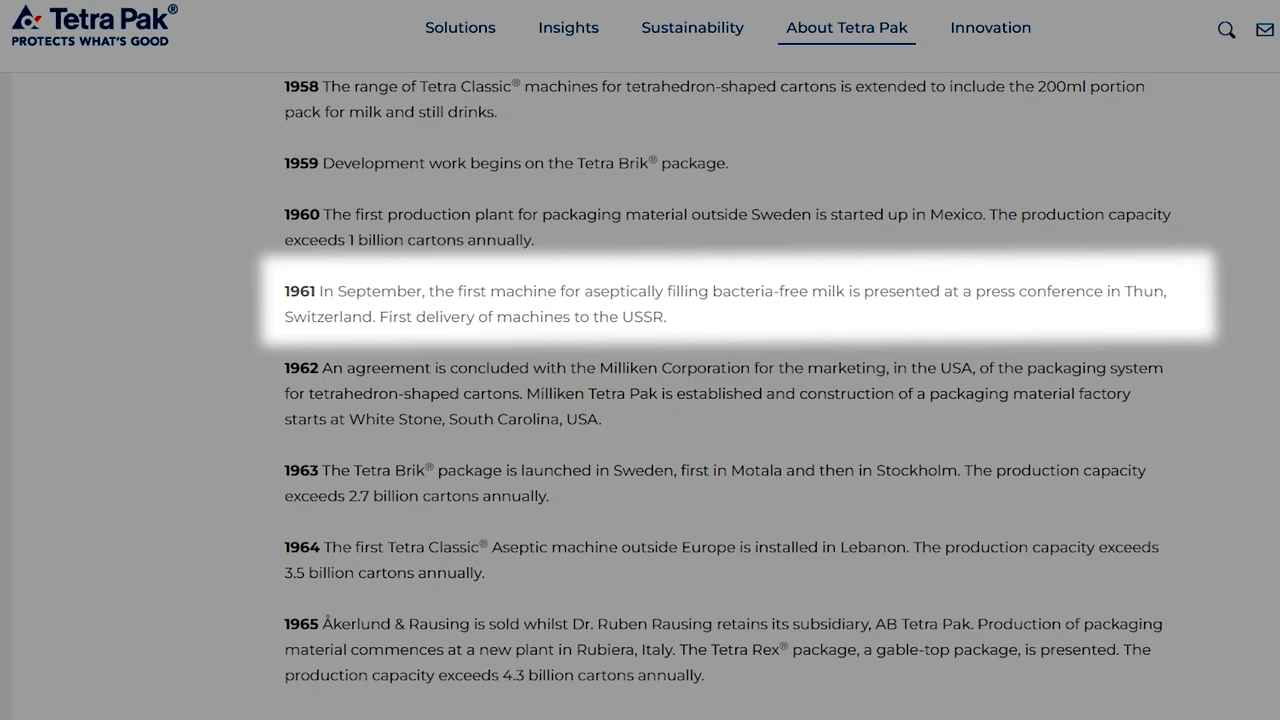 Tetra Pak®
PROTECTS WHAT'S GOOD
Solutions Insights Sustainability About Tetra Pak Innovation
1958 The range of Tetra Classic® machines for tetrahedron-shaped cartons is extended to include the 200ml portion
pack for milk and still drinks.
1959 Development work begins on the Tetra Brik® package.
1960 The first production plant for packaging material outside Sweden is started up in Mexico. The production capacity
exceeds 1 billion cartons annually.
1961 In September, the first machine for aseptically filling bacteria-free milk is presented at a press conference in Thun,
Switzerland. First delivery of machines to the USSR.
1962 An agreement is concluded with the Milliken Corporation for the marketing, in the USA, of the packaging system
for tetrahedron-shaped cartons. Milliken Tetra Pak is established and construction of a packaging material factory
starts at White Stone, South Carolina, USA.
1963 The Tetra Brik® package is launched in Sweden, first in Motala and then in Stockholm. The production capacity
exceeds 2.7 billion cartons annually.
1964 The first Tetra Classic® Aseptic machine outside Europe is installed in Lebanon. The production capacity exceeds
3.5 billion cartons annually.
1965 Åkerlund & Rausing is sold whilst Dr. Ruben Rausing retains its subsidiary, AB Tetra Pak. Production of packaging
material commences at a new plant in Rubiera, Italy. The Tetra Rex® package, a gable-top package, is presented. The
production capacity exceeds 4.3 billion cartons annually.